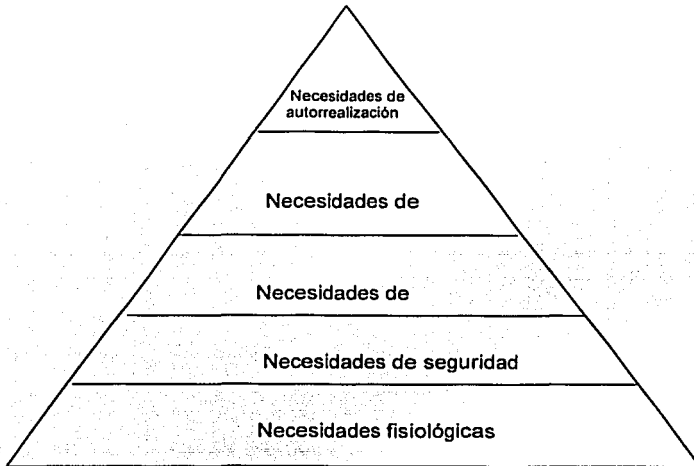 Necesidades de
autorrealización
Necesidades de
Necesidades de
Necesidades de seguridad
Necesidades fisiológicas